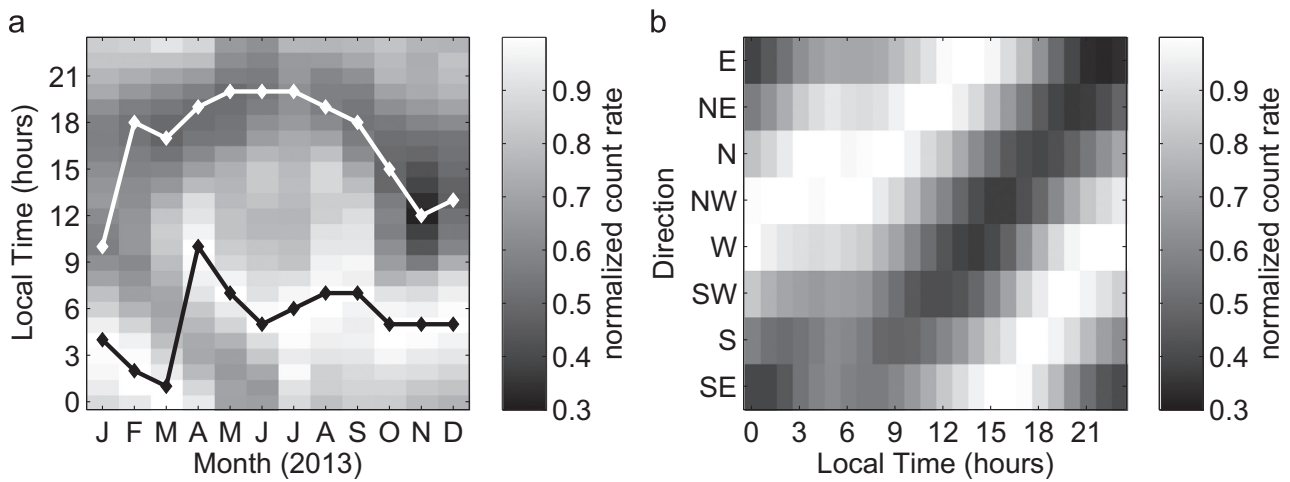 a
Local Time (hours)
21
18
15
12
9
6
3
0
J F M A M J J A S O N D
Month (2013)
0.9
0.8
0.7
0.6
0.5
0.4
0.3
normalized count rate
b
Direction
E
NE
N
NW
W
SW
S
SE
0 3 6 9 12 15 18 21
Local Time (hours)
0.9
0.8
0.7
0.6
0.5
0.4
0.3
normalized count rate